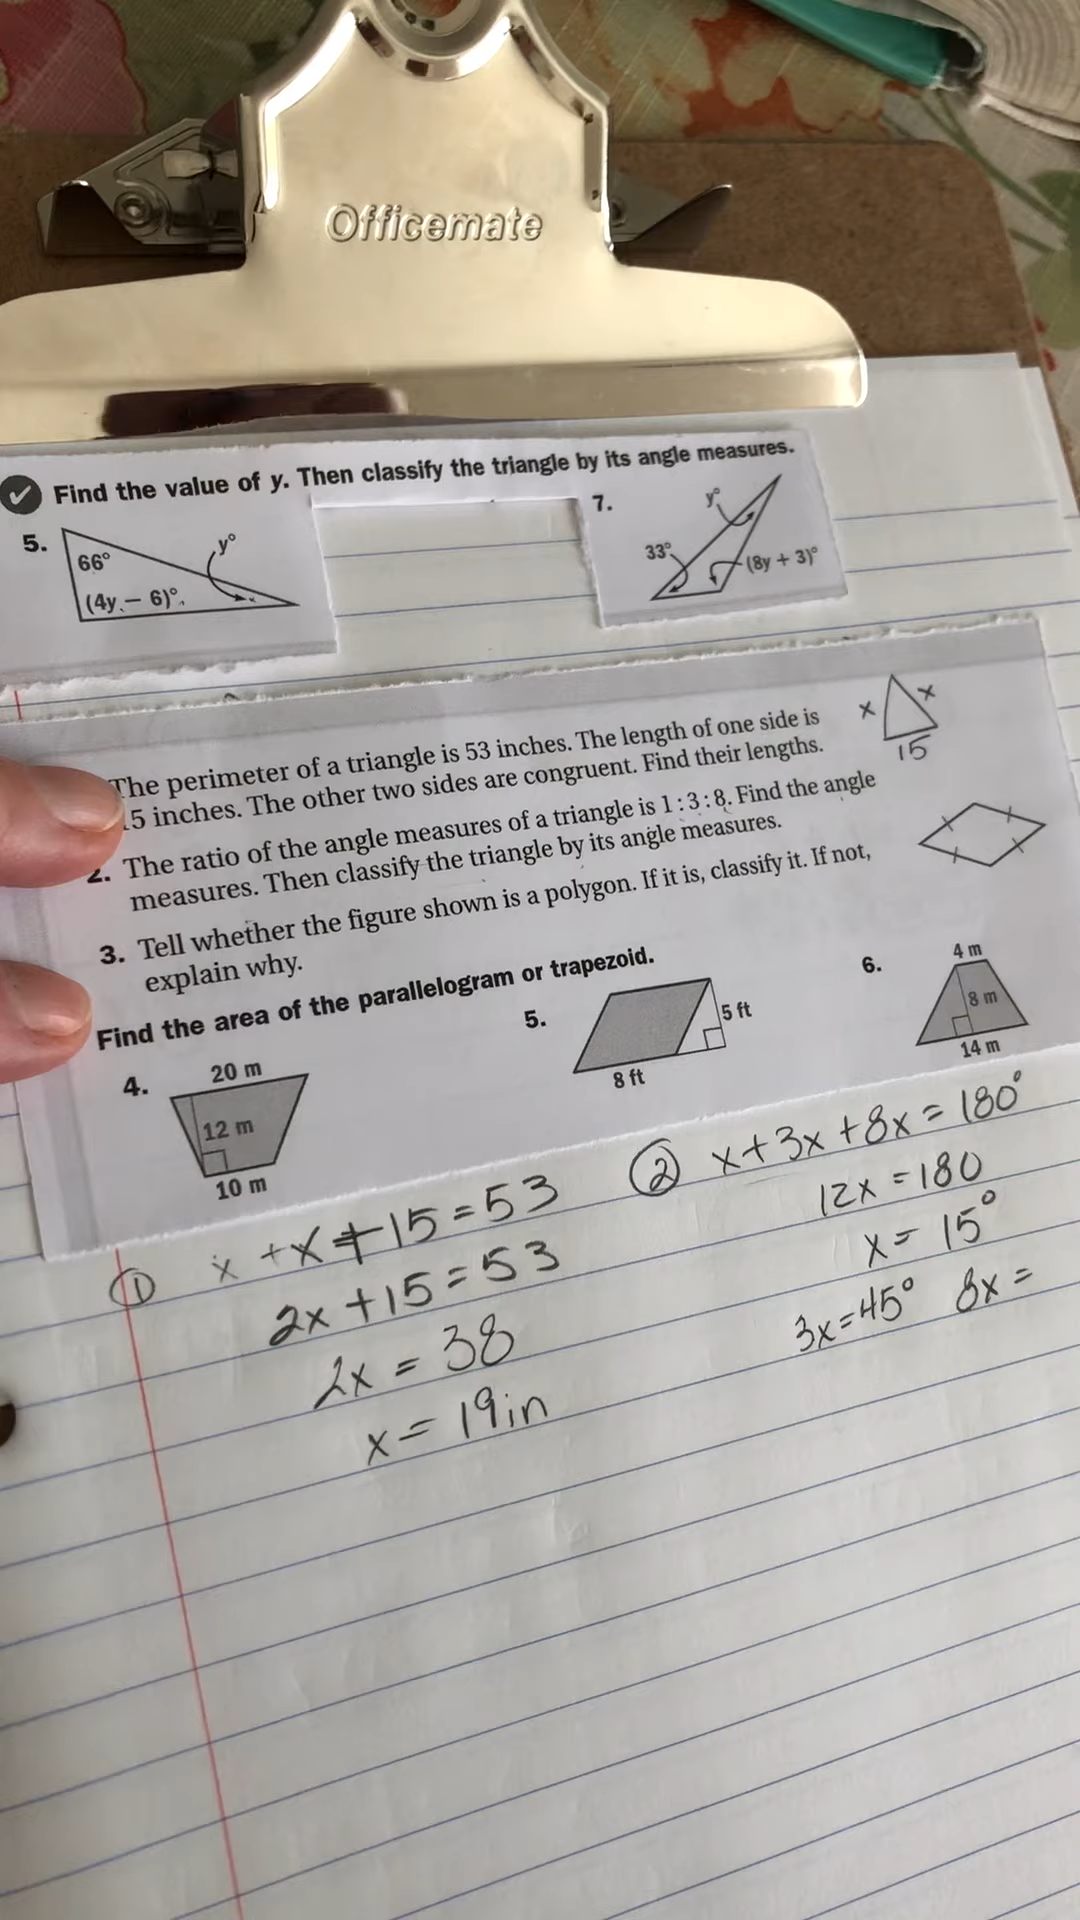 Officemate
Find the value of y. Then classify the triangle by its angle measures.
5.
66°
y°
(4y - 6)°
7.
y°
33°
(8y + 3)°
The perimeter of a triangle is 53 inches. The length of one side is
15 inches. The other two sides are congruent. Find their lengths.
x
x
15
2. The ratio of the angle measures of a triangle is 1 : 3 : 8. Find the angle
measures. Then classify the triangle by its angle measures.
3. Tell whether the figure shown is a polygon. If it is, classify it. If not,
explain why.
Find the area of the parallelogram or trapezoid.
4.
20 m
12 m
10 m
5.
5 ft
8 ft
6.
4 m
8 m
14 m
① x + x + 15 = 53
2x + 15 = 53
2x = 38
x = 19in
② x + 3x + 8x = 180°
12x = 180
x = 15°
3x = 45° 8x =